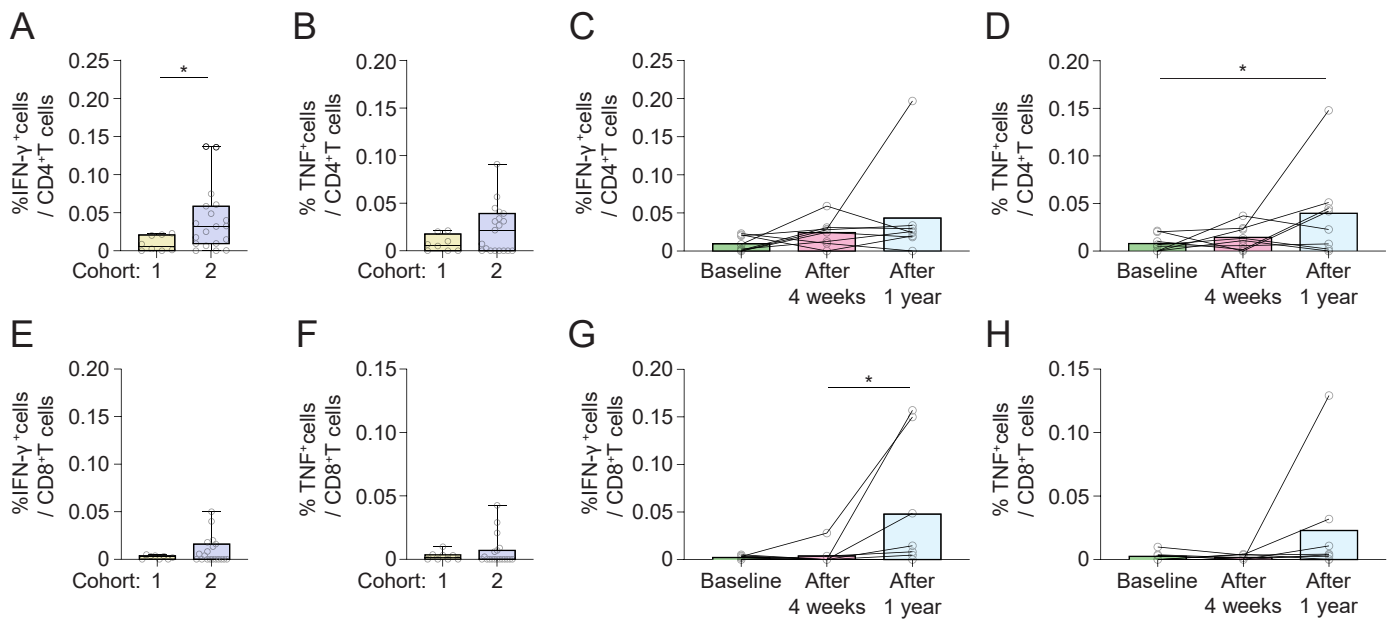 A
%IFN-γ⁺cells
/ CD4⁺T cells
0.25
0.20
0.15
0.10
0.05
0
*
Cohort: 1 2
B
% TNF⁺cells
/ CD4⁺T cells
0.20
0.15
0.10
0.05
0
Cohort: 1 2
C
%IFN-γ⁺cells
/ CD4⁺T cells
0.25
0.20
0.15
0.10
0.05
0
Baseline After After
4 weeks 1 year
D
% TNF⁺cells
/ CD4⁺T cells
0.20
0.15
0.10
0.05
0
*
Baseline After After
4 weeks 1 year
E
%IFN-γ⁺cells
/ CD8⁺T cells
0.20
0.15
0.10
0.05
0
Cohort: 1 2
F
% TNF⁺cells
/ CD8⁺T cells
0.15
0.10
0.05
0
Cohort: 1 2
G
%IFN-γ⁺cells
/ CD8⁺T cells
0.20
0.15
0.10
0.05
0
*
Baseline After After
4 weeks 1 year
H
% TNF⁺cells
/ CD8⁺T cells
0.15
0.10
0.05
0
Baseline After After
4 weeks 1 year